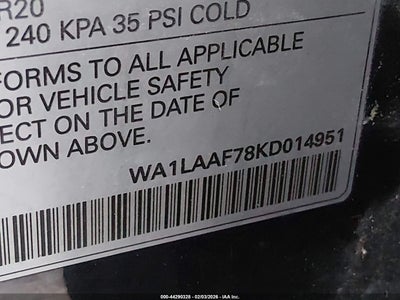 R20
240 KPA 35 PSI COLD
FORMS TO ALL APPLICABLE
OR VEHICLE SAFETY
ECT ON THE DATE OF
OWN ABOVE.
WA1LAAF78KD014951
000-44290328 - 02/03/2026 - IAA Inc.